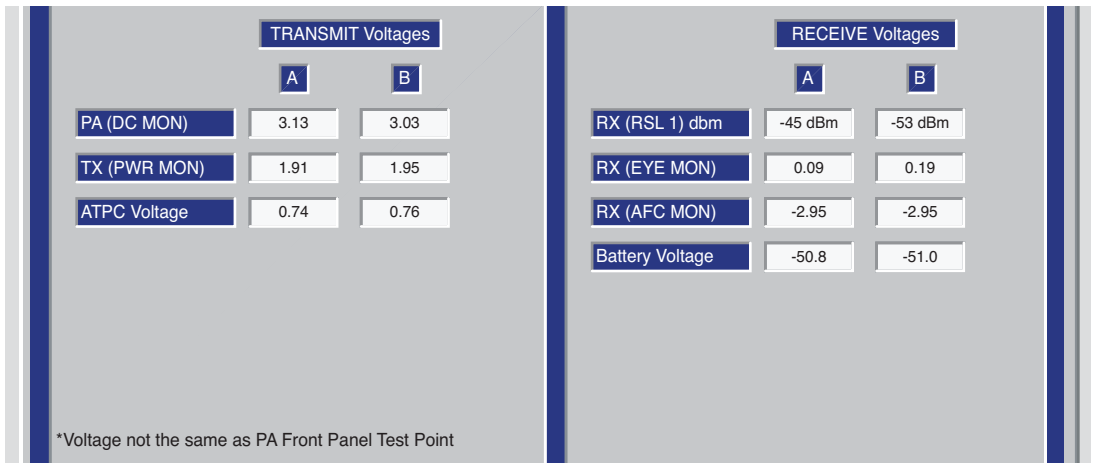 TRANSMIT Voltages
A B
PA (DC MON) 3.13 3.03
TX (PWR MON) 1.91 1.95
ATPC Voltage 0.74 0.76
*Voltage not the same as PA Front Panel Test Point
RECEIVE Voltages
A B
RX (RSL 1) dbm -45 dBm -53 dBm
RX (EYE MON) 0.09 0.19
RX (AFC MON) -2.95 -2.95
Battery Voltage -50.8 -51.0